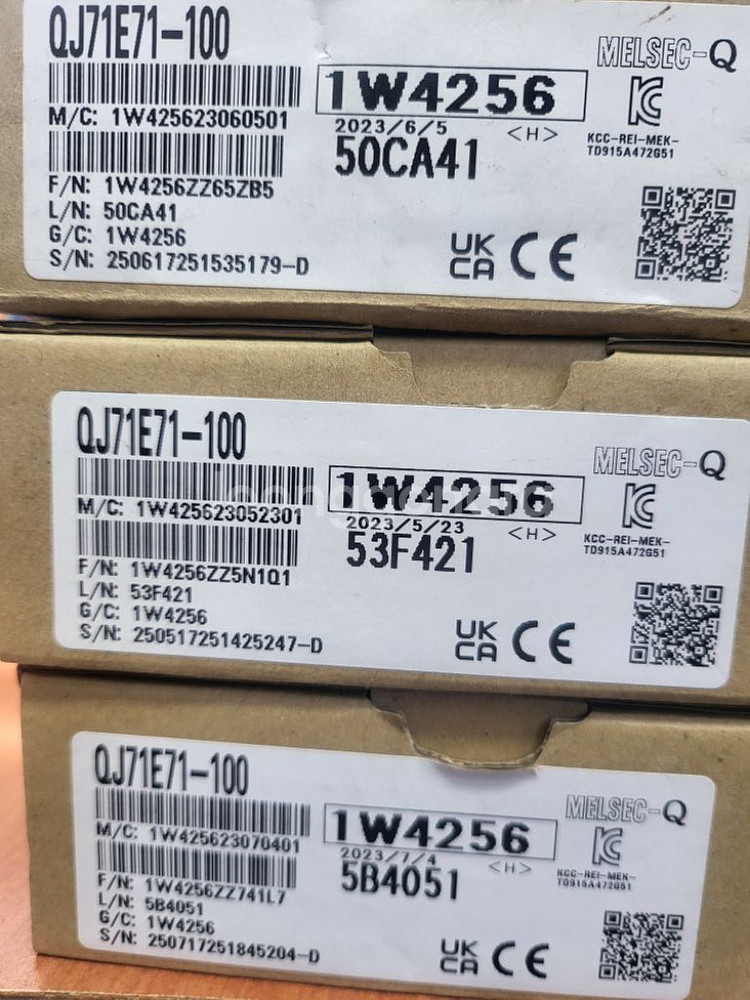 QJ71E71-100
MELSEC-Q
1W4256
M/C: 1W425623060501
2023/6/5 <H>
KCC-REI-MEK-
TD915A472G51
50CA41
F/N: 1W4256ZZ65ZB5
L/N: 50CA41
G/C: 1W4256
S/N: 250617251535179-D
UK
CA CE
QJ71E71-100
MELSEC-Q
1W4256
M/C: 1W425623052301
2023/5/23 <H>
KCC-REI-MEK-
TD915A472G51
53F421
F/N: 1W4256ZZ5N1Q1
L/N: 53F421
G/C: 1W4256
S/N: 250517251425247-D
UK
CA CE
QJ71E71-100
MELSEC-Q
1W4256
M/C: 1W425623070401
2023/7/4 <H>
KCC-REI-MEK-
TD915A472G51
5B4051
F/N: 1W4256ZZ741L7
L/N: 5B4051
G/C: 1W4256
S/N: 250717251845204-D
UK
CA CE